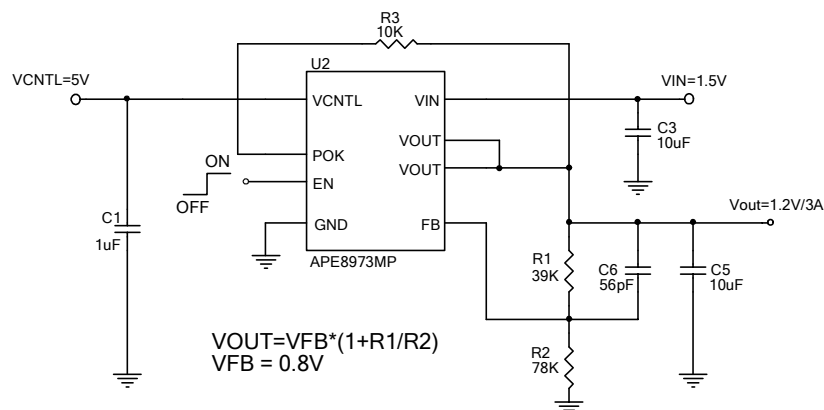 R3
10K
U2
VCNTL=5V
VIN=1.5V
VCNTL
VIN
C3
10uF
VOUT
POK
VOUT
ON
OFF
EN
GND
FB
Vout=1.2V/3A
C1
1uF
APE8973MP
R1
39K
C6
56pF
C5
10uF
VOUT=VFB*(1+R1/R2)
VFB = 0.8V
R2
78K